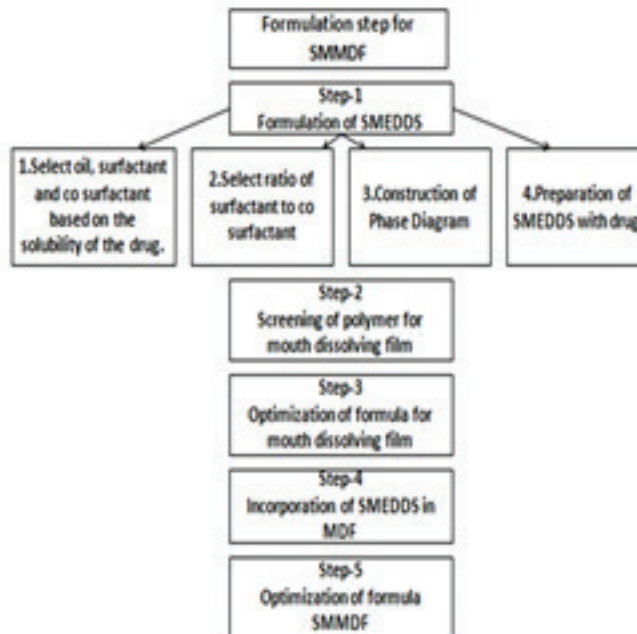 Formulation step for
SMMDF
Step-1
Formulation of SMEDDS
1.Select oil, surfactant
and co surfactant
based on the
solubility of the drug.
2.Select ratio of
surfactant to co
surfactant
3.Construction of
Phase Diagram
4.Preparation of
SMEDDS with drug
Step-2
Screening of polymer for
mouth dissolving film
Step-3
Optimization of formula for
mouth dissolving film
Step-4
Incorporation of SMEDDS in
MDF
Step-5
Optimization of formula
SMMDF